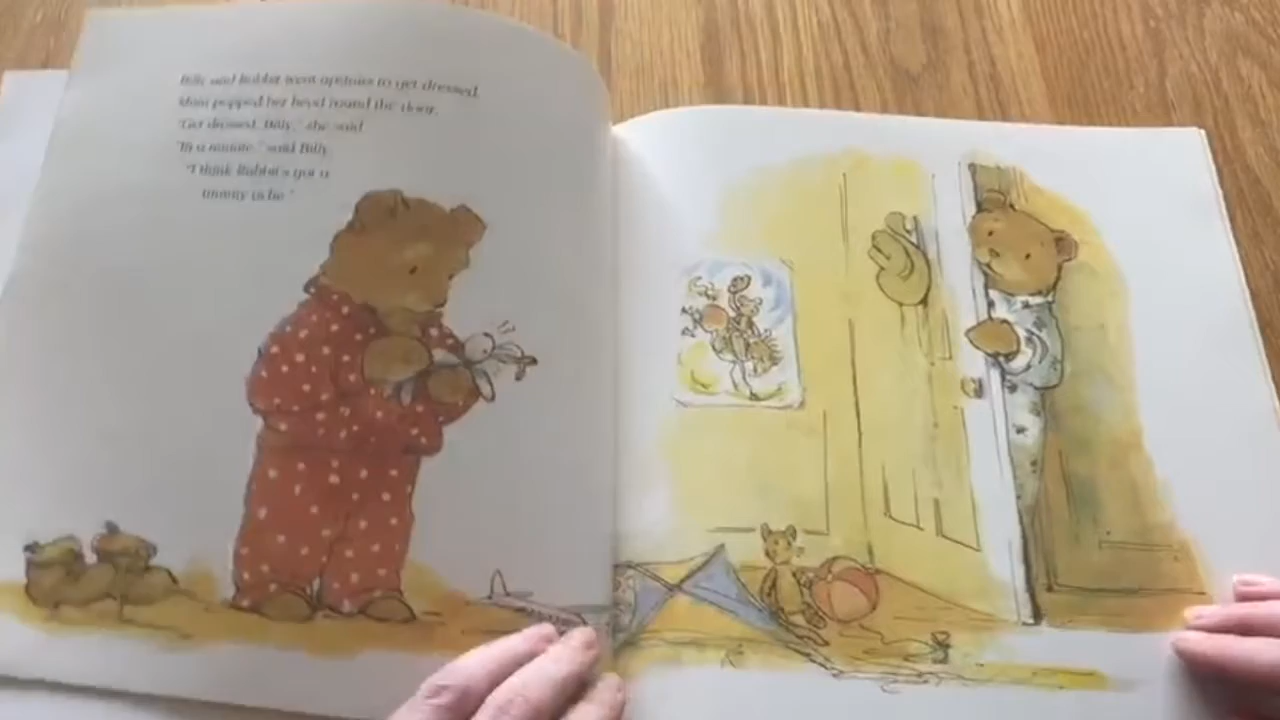 Billy and Rabbit went upstairs to get dressed.
Mum popped her head round the door.
"Get dressed, Billy," she said.
"In a minute," said Billy.
"I think Rabbit's got a
tummy ache."